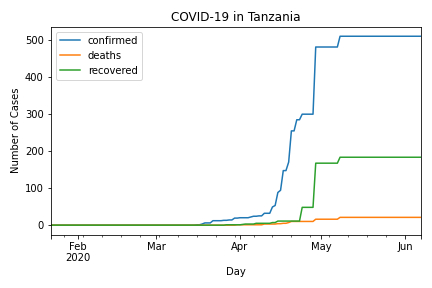 COVID-19 in Tanzania
confirmed
deaths
recovered
Number of Cases
500
400
300
200
100
0
Feb
2020
Mar
Apr
May
Jun
Day